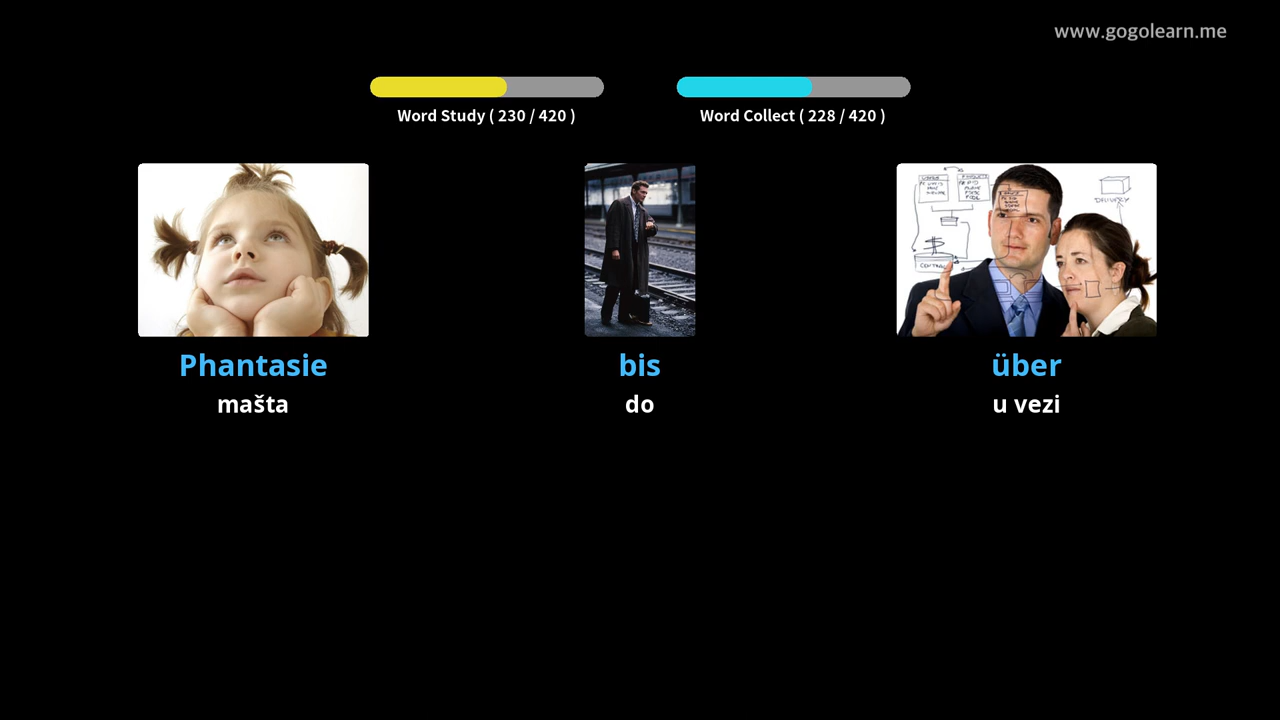 www.gogolearn.me
Word Study ( 230 / 420 )
Word Collect ( 228 / 420 )
Phantasie
bis
über
mašta
do
u vezi